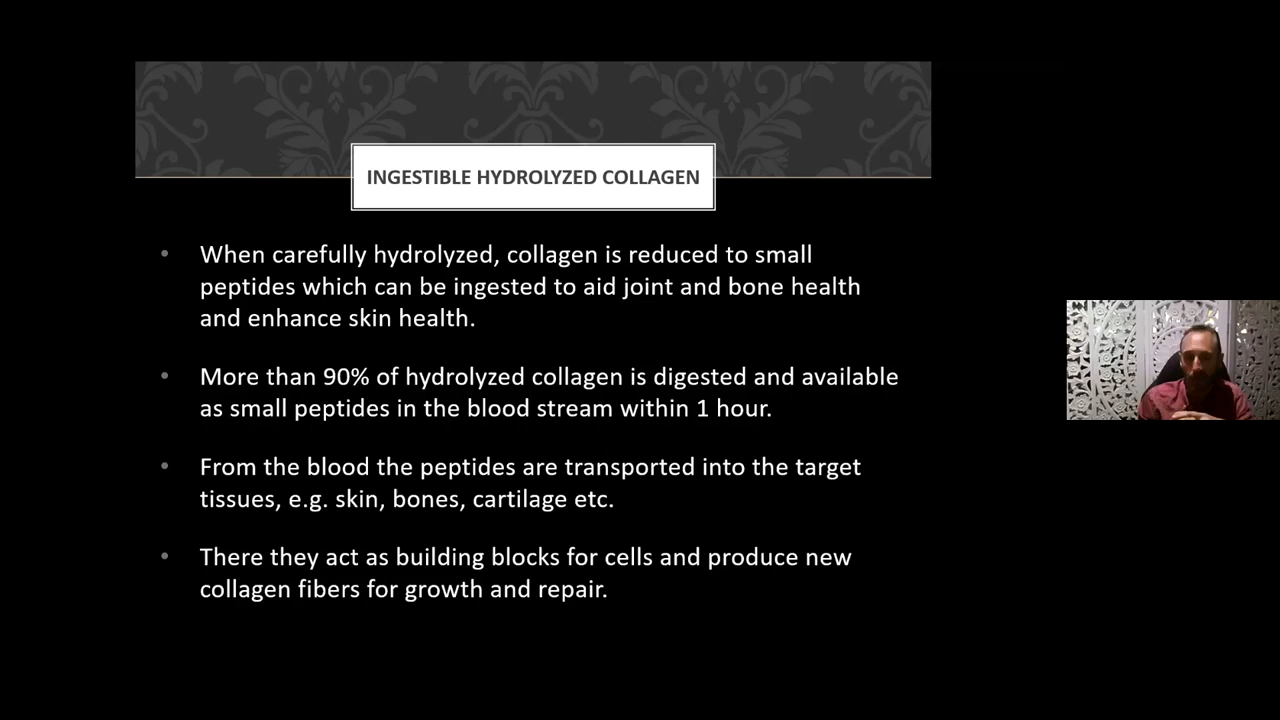 INGESTIBLE HYDROLYZED COLLAGEN
• When carefully hydrolyzed, collagen is reduced to small
peptides which can be ingested to aid joint and bone health
and enhance skin health.
• More than 90% of hydrolyzed collagen is digested and available
as small peptides in the blood stream within 1 hour.
• From the blood the peptides are transported into the target
tissues, e.g. skin, bones, cartilage etc.
• There they act as building blocks for cells and produce new
collagen fibers for growth and repair.